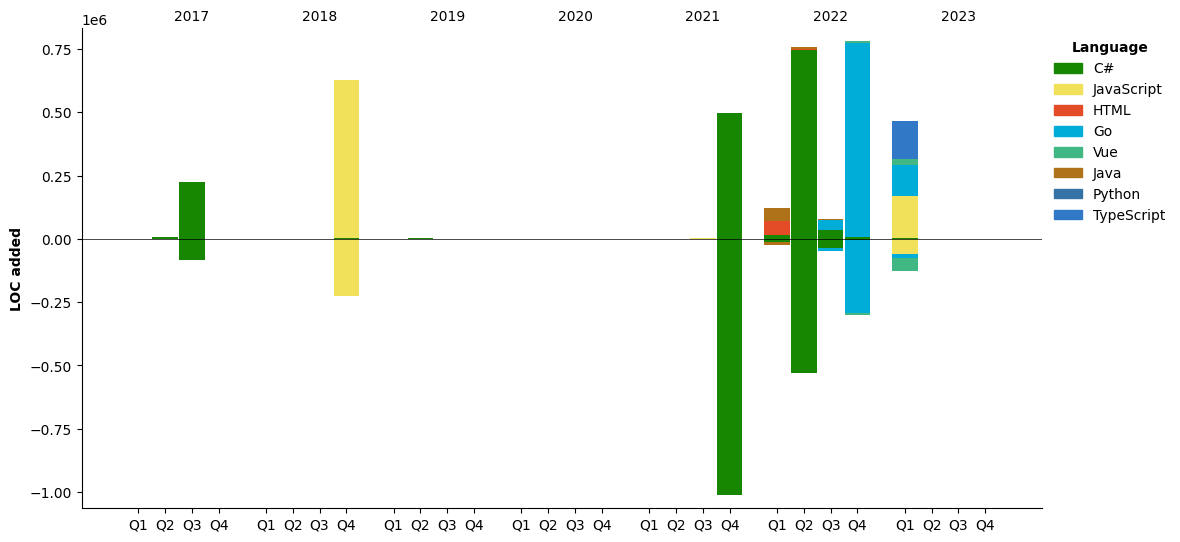 1e6
2017 2018 2019 2020 2021 2022 2023
0.75
0.50
0.25
0.00
−0.25
−0.50
−0.75
−1.00
LOC added
Q1 Q2 Q3 Q4 Q1 Q2 Q3 Q4 Q1 Q2 Q3 Q4 Q1 Q2 Q3 Q4 Q1 Q2 Q3 Q4 Q1 Q2 Q3 Q4 Q1 Q2 Q3 Q4
Language
C#
JavaScript
HTML
Go
Vue
Java
Python
TypeScript